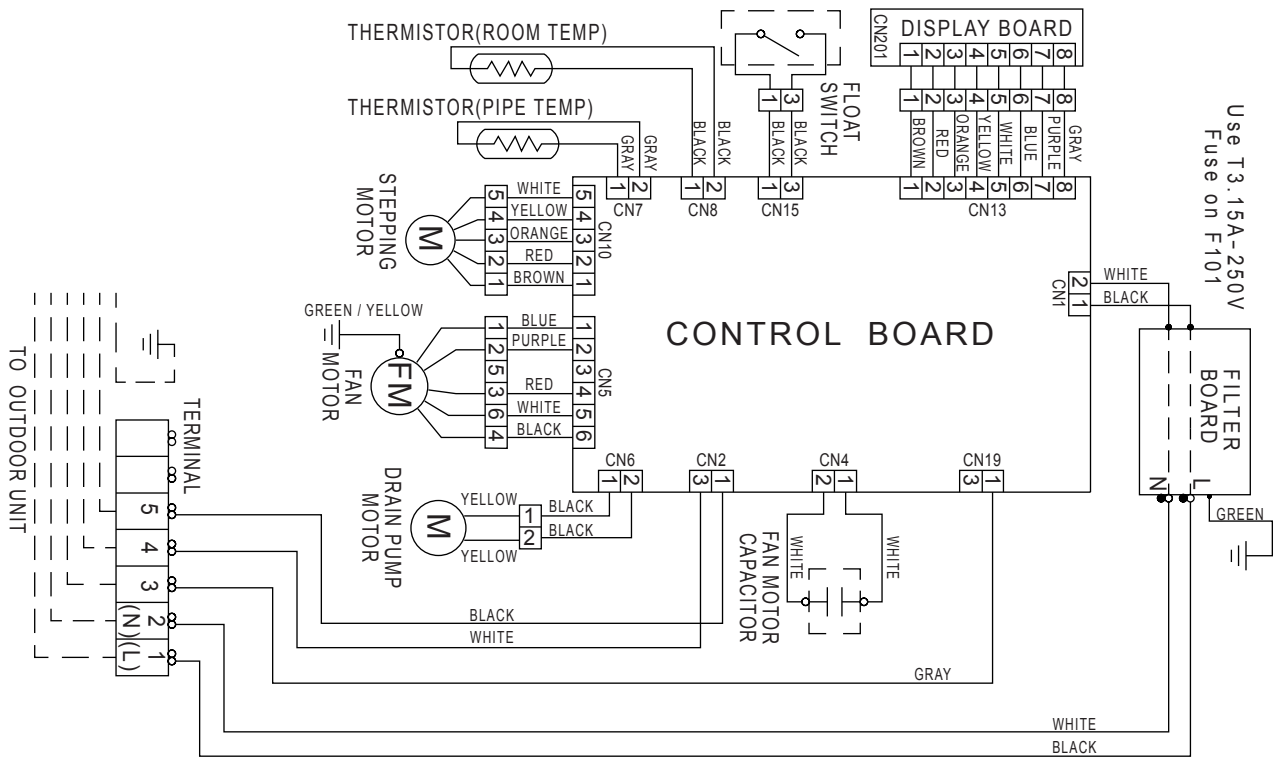 THERMISTOR(ROOM TEMP)
THERMISTOR(PIPE TEMP)
FLOAT
SWITCH
1 3
BLACK
BLACK
1 3
CN15
CN201
DISPLAY BOARD
1 2 3 4 5 6 7 8
1 2 3 4 5 6 7 8
BROWN
RED
ORANGE
YELLOW
WHITE
BLUE
PURPLE
GRAY
1 2 3 4 5 6 7 8
CN13
Use T3.15A-250V
Fuse on F101
GRAY
GRAY
1 2
CN7
BLACK
BLACK
1 2
CN8
STEPPING
MOTOR
M
5 WHITE 5
4 YELLOW 4
3 ORANGE 3
2 RED 2
1 BROWN 1
CN10
CONTROL BOARD
CN1
2 WHITE
1 BLACK
FILTER
BOARD
N L
GREEN
GREEN / YELLOW
FAN
MOTOR
FM
1 BLUE 1
2 PURPLE 2
5 3
3 RED 4
6 WHITE 5
4 BLACK 6
CN5
CN6
1 2
CN2
3 1
CN4
2 1
CN19
3 1
DRAIN PUMP
MOTOR
M
YELLOW 1 BLACK
YELLOW 2 BLACK
WHITE
WHITE
FAN MOTOR
CAPACITOR
TO OUTDOOR UNIT
TERMINAL
5
4
3
2
(N)
1
(L)
BLACK
WHITE
GRAY
WHITE
BLACK